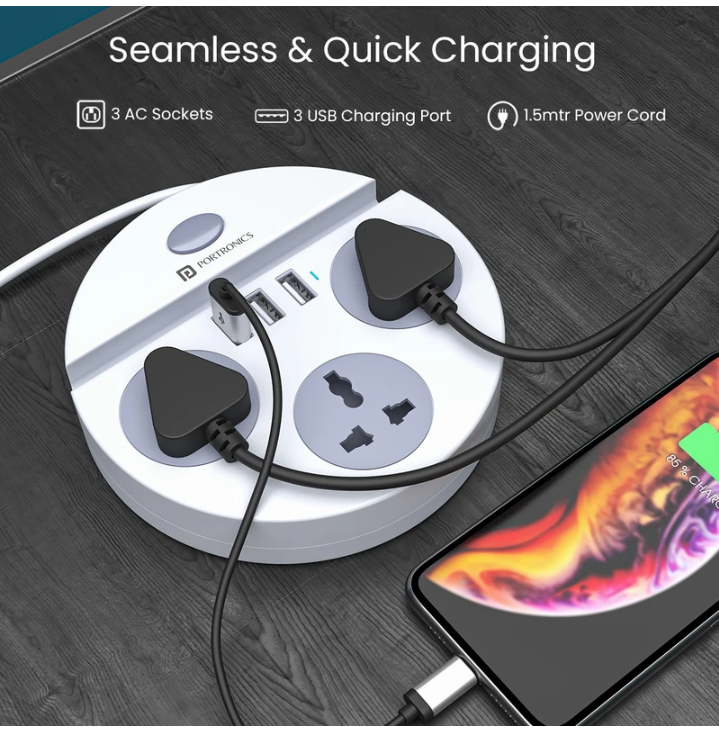 Seamless & Quick Charging
3 AC Sockets
3 USB Charging Port
1.5mtr Power Cord
PORTRONICS
85% CHARG